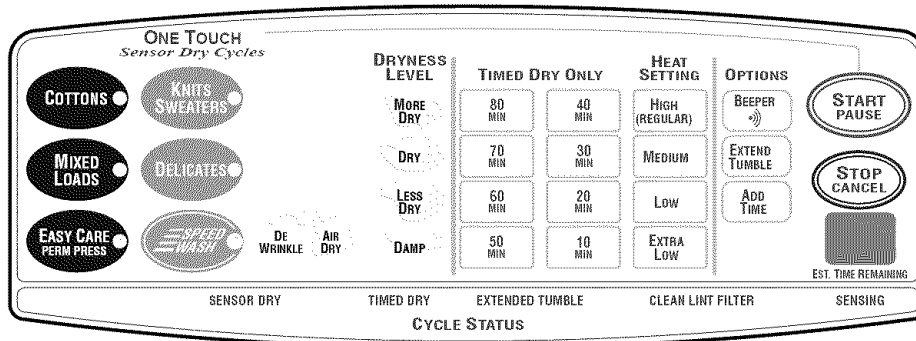 ONE TOUCH
Sensor Dry Cycles
COTTONS
KNITS
SWEATERS
MIXED
LOADS
DELICATES
EASY CARE
PERM PRESS
SPEED
WASH
DE
WRINKLE
AIR
DRY
DRYNESS
LEVEL
MORE
DRY
DRY
LESS
DRY
DAMP
TIMED DRY ONLY
80
MIN
40
MIN
70
MIN
30
MIN
60
MIN
20
MIN
50
MIN
10
MIN
HEAT
SETTING
HIGH
(REGULAR)
MEDIUM
LOW
EXTRA
LOW
OPTIONS
BEEPER
EXTEND
TUMBLE
ADD
TIME
START
PAUSE
STOP
CANCEL
EST. TIME REMAINING
SENSOR DRY TIMED DRY EXTENDED TUMBLE CLEAN LINT FILTER SENSING
CYCLE STATUS